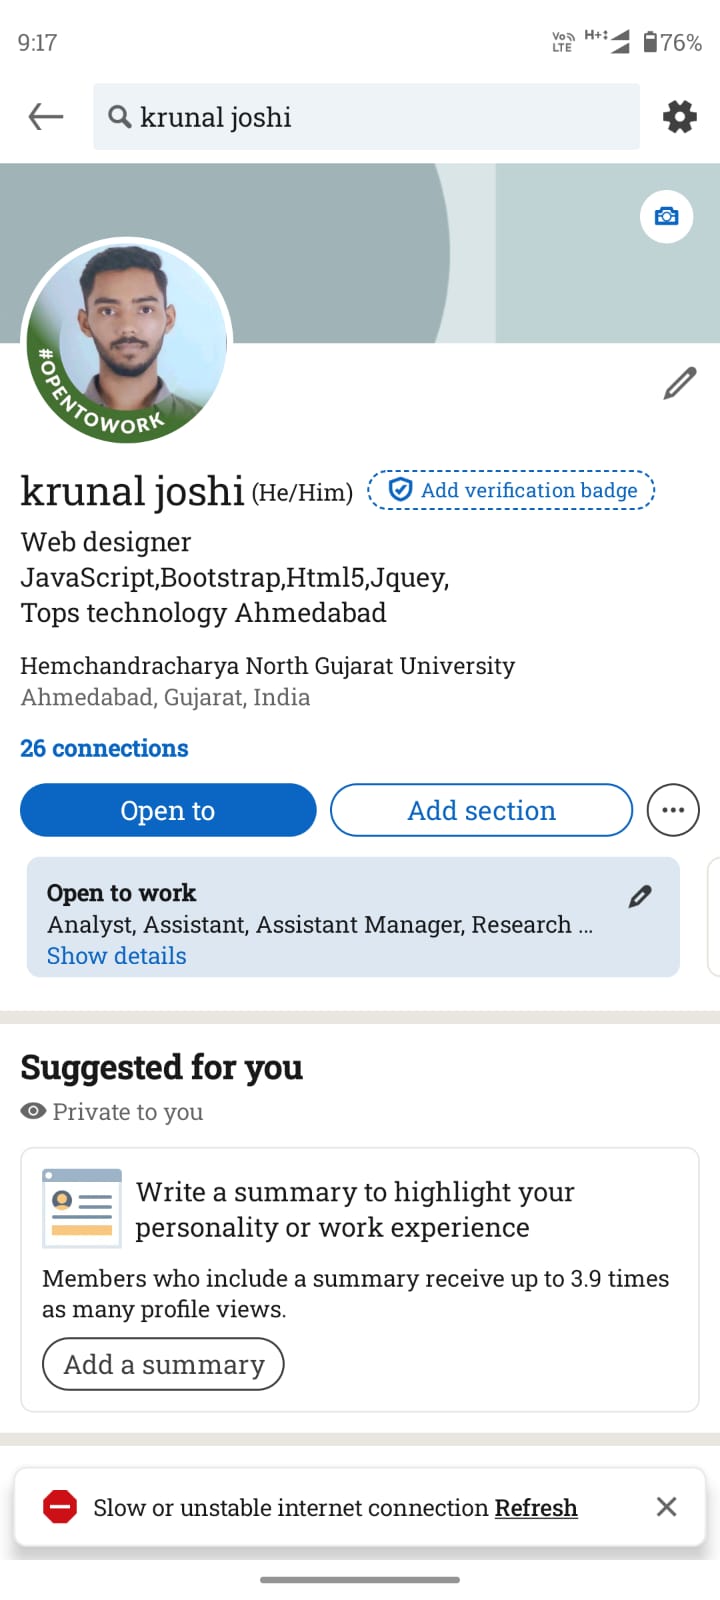 9:17
Vo LTE H+ 76%
krunal joshi
#OPENTOWORK
krunal joshi (He/Him) Add verification badge
Web designer
JavaScript,Bootstrap,Html5,Jquey,
Tops technology Ahmedabad
Hemchandracharya North Gujarat University
Ahmedabad, Gujarat, India
26 connections
Open to Add section
Open to work
Analyst, Assistant, Assistant Manager, Research ...
Show details
Suggested for you
Private to you
Write a summary to highlight your
personality or work experience
Members who include a summary receive up to 3.9 times
as many profile views.
Add a summary
Slow or unstable internet connection Refresh